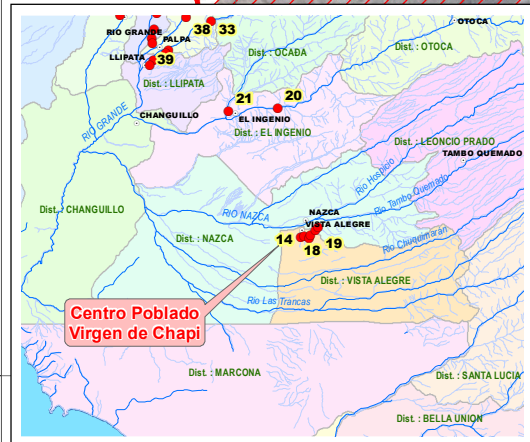 OTOCA
38 33
RIO GRANDE
PALPA
Dist. : OCAÐA
Dist. : OTOCA
LLIPATA
39
Dist. : LLIPATA
21
20
RIO GRANDE
CHANGUILLO
EL INGENIO
Dist. : EL INGENIO
Dist. : LEONCIO PRADO
TAMBO QUEMADO
Rio Hospicio
Rio Tambo Quemado
Dist. : CHANGUILLO
RIO NAZCA
NAZCA
VISTA ALEGRE
Dist. : NAZCA
14
18 19
Rio Chuquimaran
Dist. : VISTA ALEGRE
Rio Las Trancas
Centro Poblado
Virgen de Chapi
Dist. : MARCONA
Dist. : SANTA LUCIA
Dist. : BELLA UNION